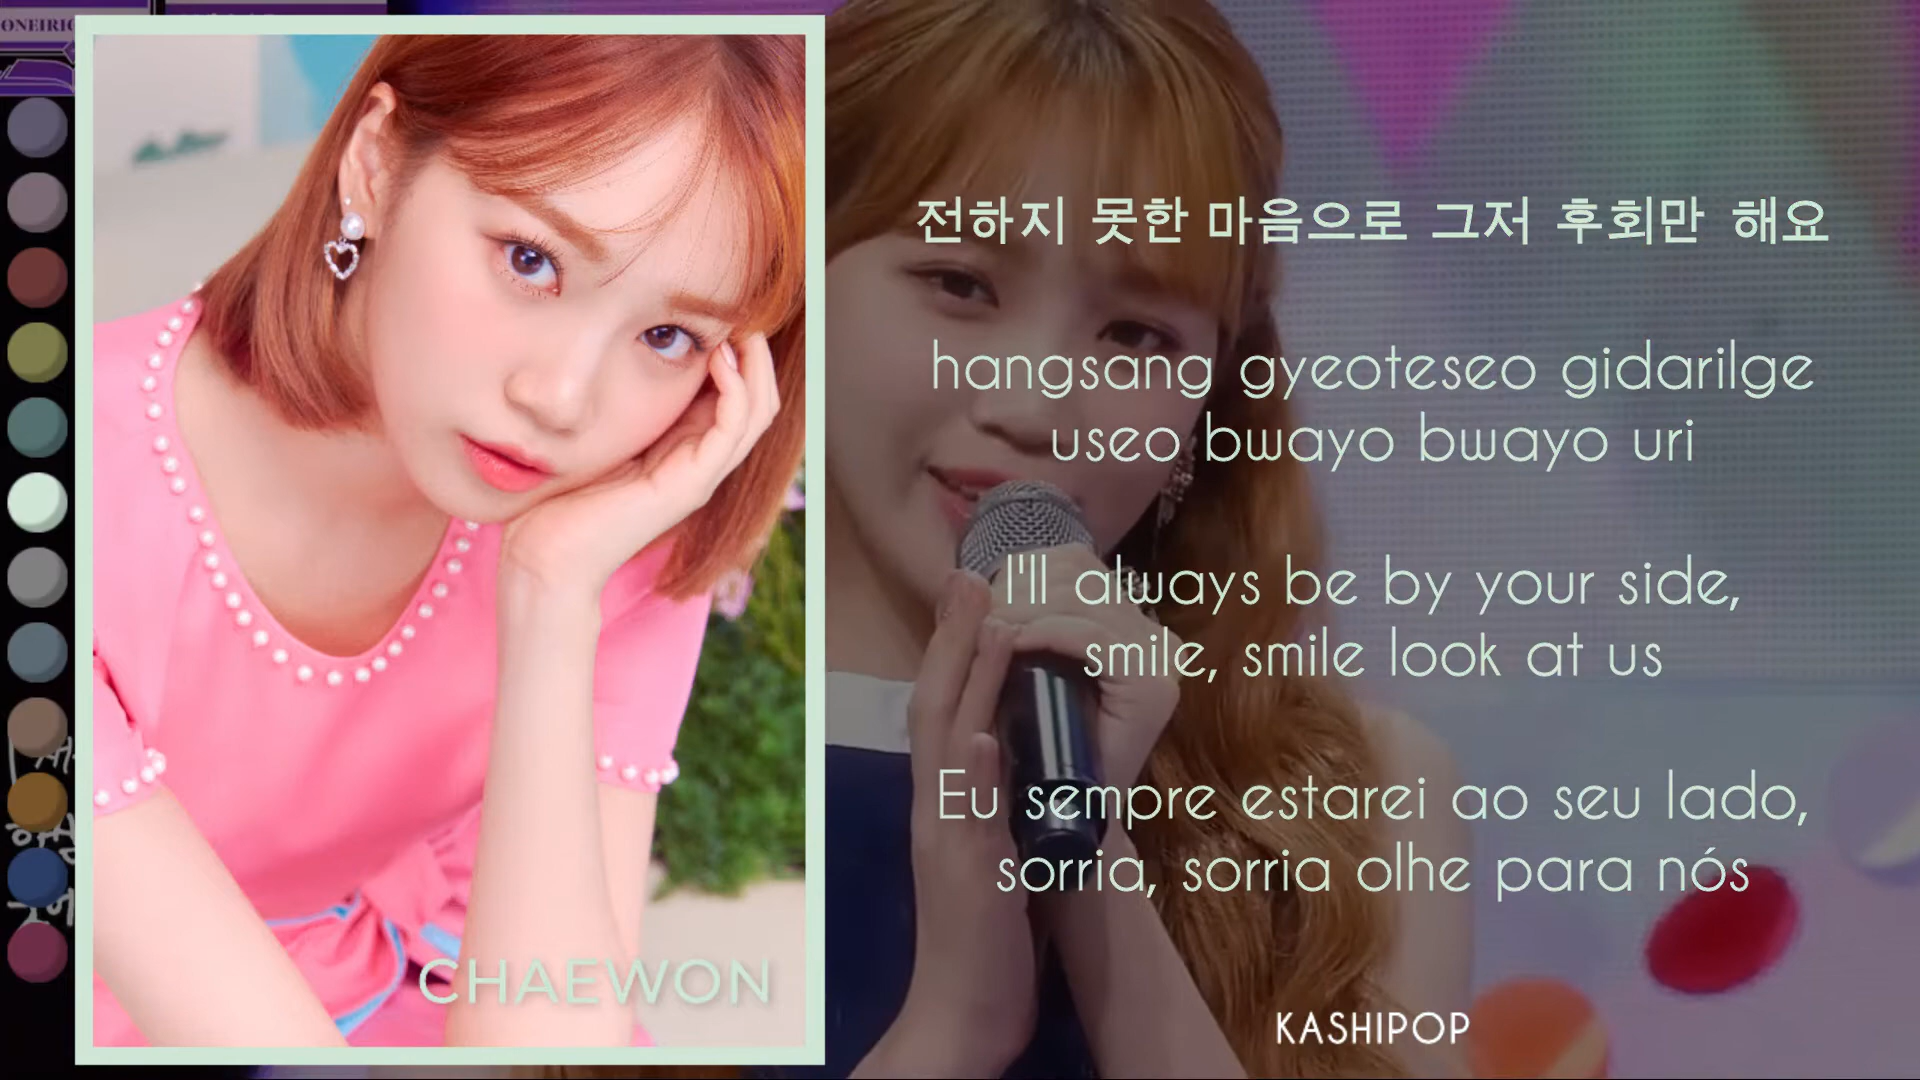 ONEIRIC
전하지 못한 마음으로 그저 후회만 해요
hangsang gyeoteseo gidarilge
useo bwayo bwayo uri
I'll always be by your side,
smile, smile look at us
Eu sempre estarei ao seu lado,
sorria, sorria olhe para nós
CHAEWON
KASHIPOP